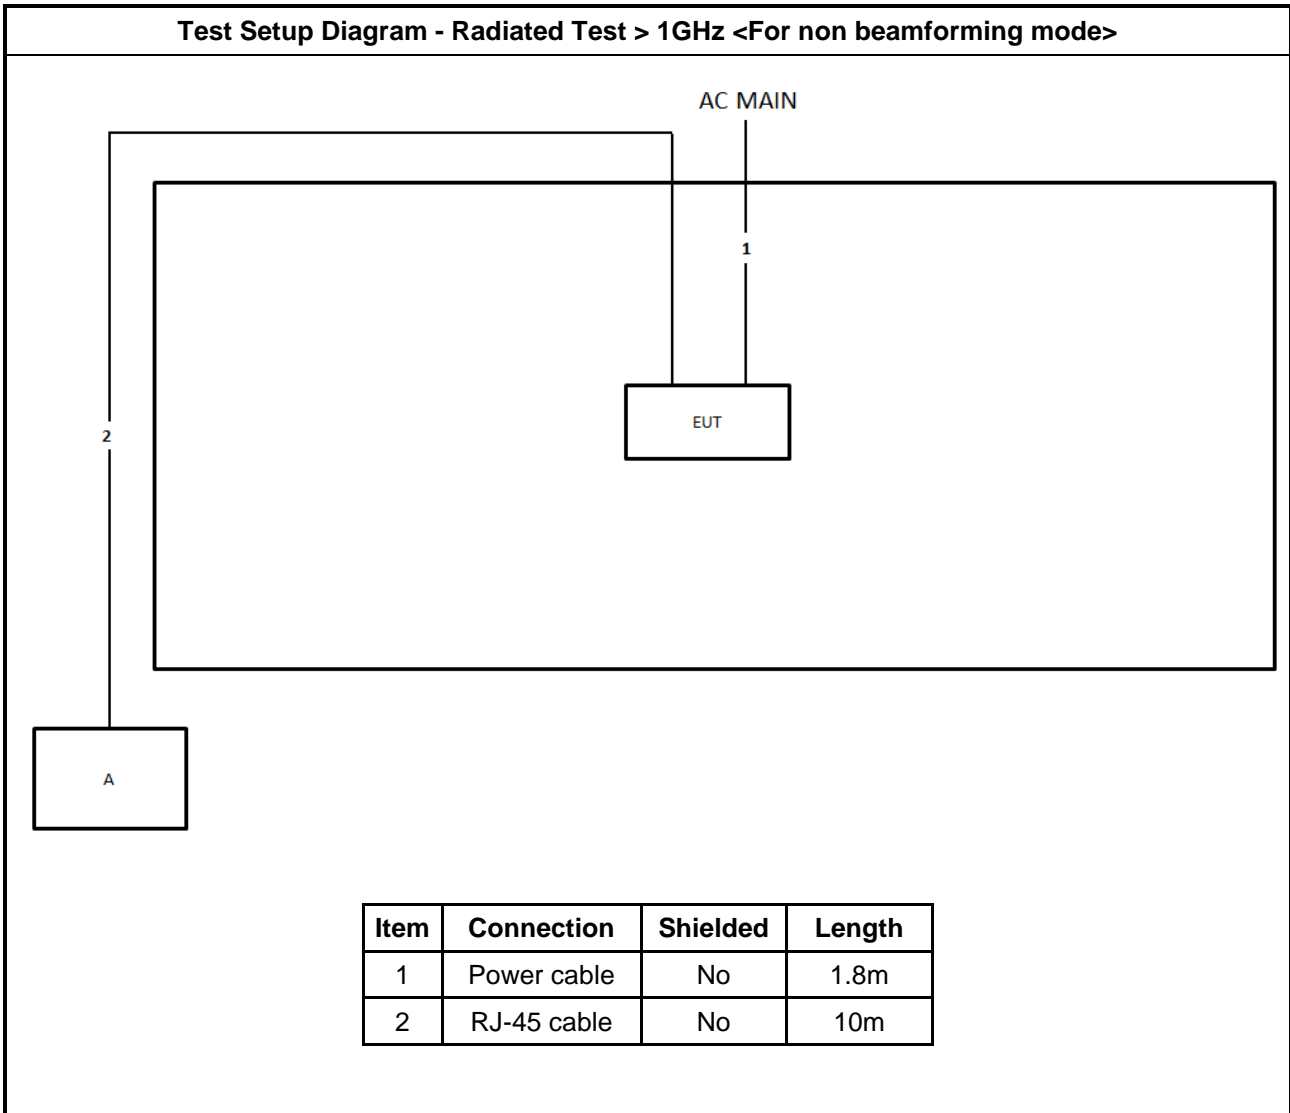 Test Setup Diagram - Radiated Test > 1GHz <For non beamforming mode>
AC MAIN
1
EUT
2
A
Item Connection Shielded Length
1 Power cable No 1.8m
2 RJ-45 cable No 10m